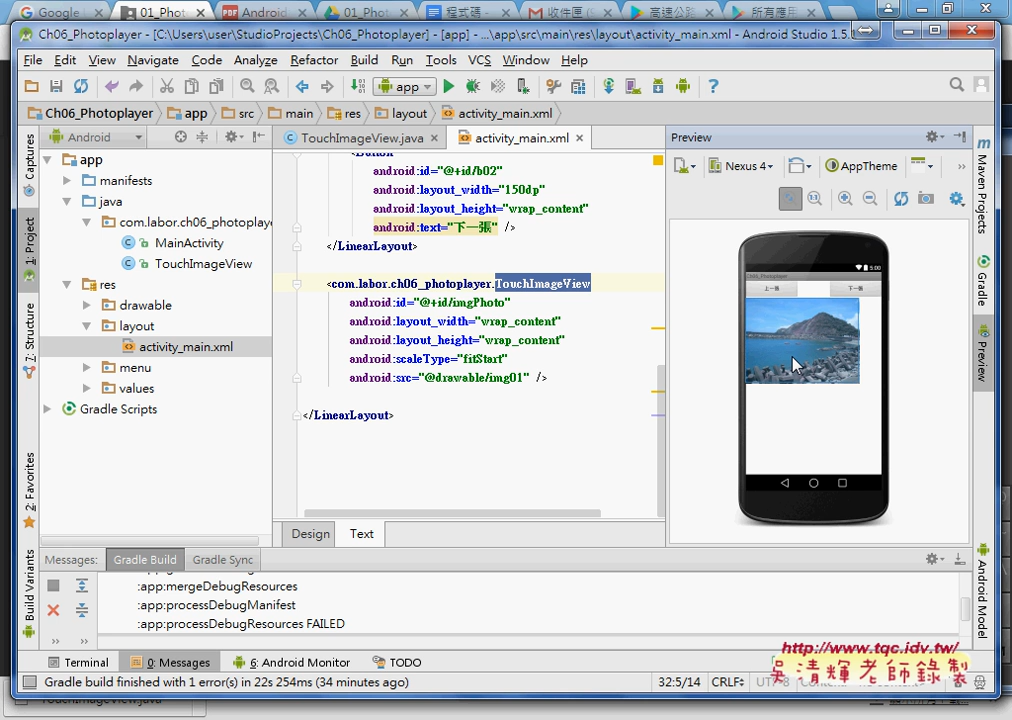 Google
01_Phot
Android
01_Phot
程式碼 -
收件匣 (
高速公路
所有應用
Ch06_Photoplayer - [C:\Users\user\StudioProjects\Ch06_Photoplayer] - [app] - ...\app\src\main\res\layout\activity_main.xml - Android Studio 1.5.
File Edit View Navigate Code Analyze Refactor Build Run Tools VCS Window Help
app
Ch06_Photoplayer app src main res layout activity_main.xml
Android
TouchImageView.java
activity_main.xml
Preview
Nexus 4
AppTheme
Captures
1: Project
7: Structure
2: Favorites
Build Variants
app
manifests
java
com.labor.ch06_photoplaye
MainActivity
TouchImageView
res
drawable
layout
activity_main.xml
menu
values
Gradle Scripts
<Button
android:id="@+id/b02"
android:layout_width="150dp"
android:layout_height="wrap_content"
android:text="下一張" />
</LinearLayout>
<com.labor.ch06_photoplayer.TouchImageView
android:id="@+id/imgPhoto"
android:layout_width="wrap_content"
android:layout_height="wrap_content"
android:scaleType="fitStart"
android:src="@drawable/img01" />
</LinearLayout>
Design Text
5:00
Ch06_Photoplayer
上一張
下一張
Maven Projects
Gradle
Preview
Android Model
Messages: Gradle Build Gradle Sync
:app:mergeDebugResources
:app:processDebugManifest
:app:processDebugResources FAILED
Terminal 0: Messages 6: Android Monitor TODO
http://www.tqc.idv.tw/
吳清輝老師錄製
Gradle build finished with 1 error(s) in 22s 254ms (34 minutes ago)
32:5/14 CRLF÷ UTF-8
TouchImageView.java